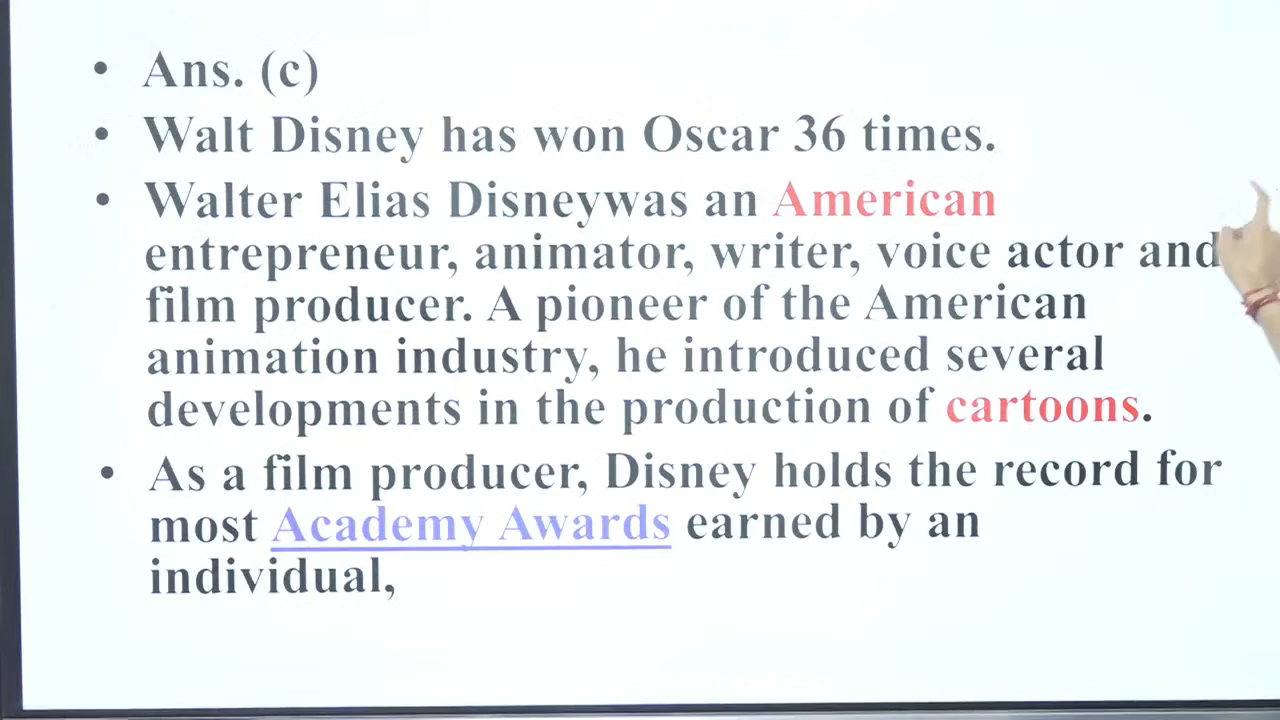 • Ans. (c)
• Walt Disney has won Oscar 36 times.
• Walter Elias Disneywas an American
entrepreneur, animator, writer, voice actor and
film producer. A pioneer of the American
animation industry, he introduced several
developments in the production of cartoons.
• As a film producer, Disney holds the record for
most Academy Awards earned by an
individual,